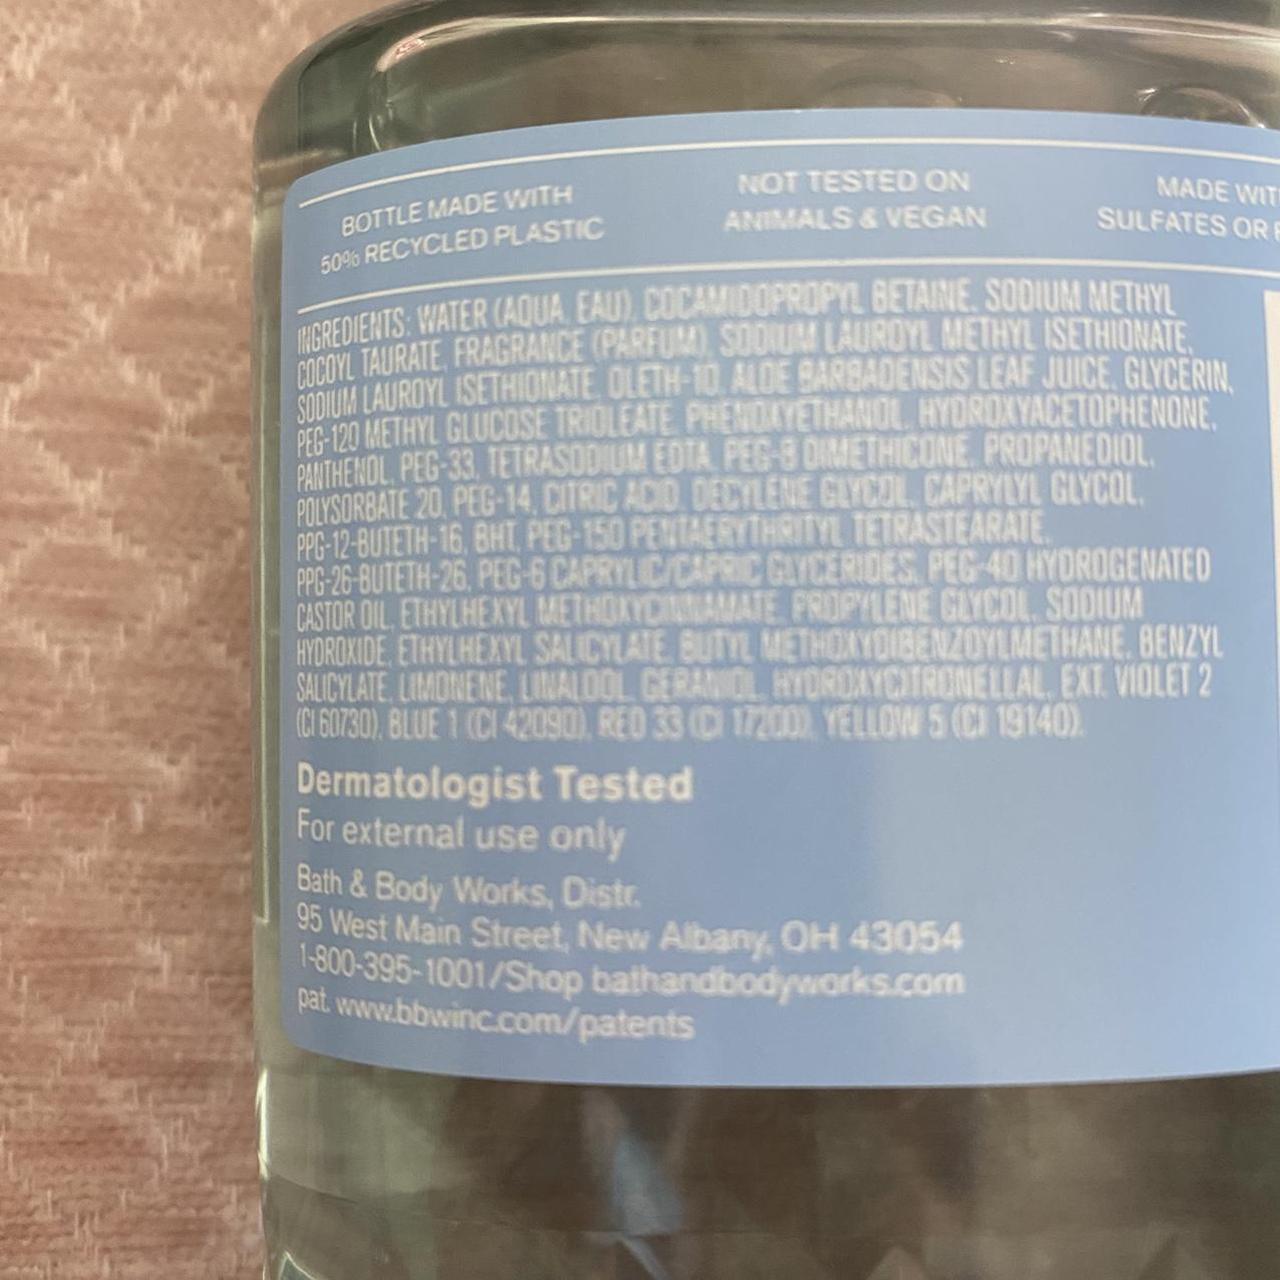 BOTTLE MADE WITH
50% RECYCLED PLASTIC
NOT TESTED ON
ANIMALS & VEGAN
MADE WIT
SULFATES OR
INGREDIENTS: WATER (AQUA, EAU), COCAMIDOPROPYL BETAINE, SODIUM METHYL
COCOYL TAURATE, FRAGRANCE (PARFUM), SODIUM LAUROYL METHYL ISETHIONATE,
SODIUM LAUROYL ISETHIONATE, OLETH-10, ALOE BARBADENSIS LEAF JUICE, GLYCERIN,
PEG-120 METHYL GLUCOSE TRIOLEATE, PHENOXYETHANOL, HYDROXYACETOPHENONE,
PANTHENOL, PEG-33, TETRASODIUM EDTA, PEG-8 DIMETHICONE, PROPANEDIOL,
POLYSORBATE 20, PEG-14, CITRIC ACID, DECYLENE GLYCOL, CAPRYLYL GLYCOL,
PPG-12-BUTETH-16, BHT, PEG-150 PENTAERYTHRITYL TETRASTEARATE,
PPG-26-BUTETH-26, PEG-6 CAPRYLIC/CAPRIC GLYCERIDES, PEG-40 HYDROGENATED
CASTOR OIL, ETHYLHEXYL METHOXYCINNAMATE, PROPYLENE GLYCOL, SODIUM
HYDROXIDE, ETHYLHEXYL SALICYLATE, BUTYL METHOXYDIBENZOYLMETHANE, BENZYL
SALICYLATE, LIMONENE, LINALOOL, GERANIOL, HYDROXYCITRONELLAL, EXT. VIOLET 2
(CI 60730), BLUE 1 (CI 42090), RED 33 (CI 17200), YELLOW 5 (CI 19140).
Dermatologist Tested
For external use only
Bath & Body Works, Distr.
95 West Main Street, New Albany, OH 43054
1-800-395-1001/Shop bathandbodyworks.com
pat. www.bbwinc.com/patents